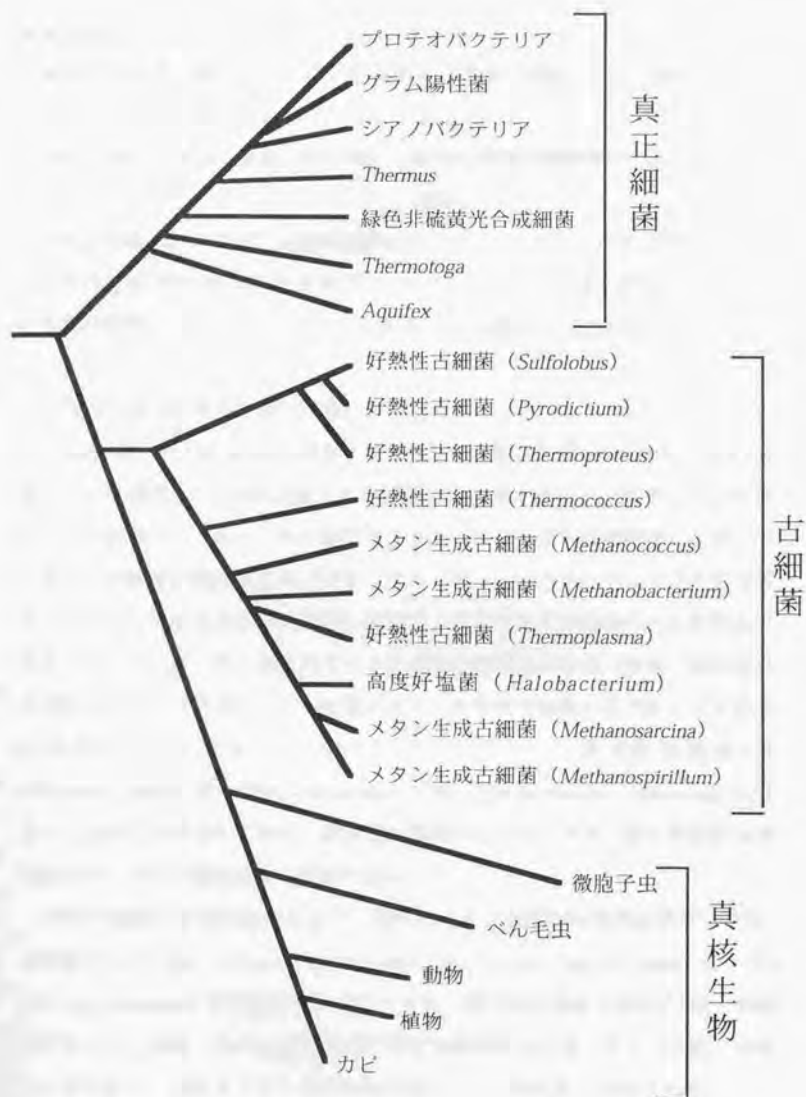 プロテオバクテリア
グラム陽性菌
シアノバクテリア
Thermus
緑色非硫黄光合成細菌
Thermotoga
Aquifex
真正細菌
好熱性古細菌（Sulfolobus）
好熱性古細菌（Pyrodictium）
好熱性古細菌（Thermoproteus）
好熱性古細菌（Thermococcus）
メタン生成古細菌（Methanococcus）
メタン生成古細菌（Methanobacterium）
好熱性古細菌（Thermoplasma）
高度好塩菌（Halobacterium）
メタン生成古細菌（Methanosarcina）
メタン生成古細菌（Methanospirillum）
古細菌
微胞子虫
べん毛虫
動物
植物
カビ
真核生物